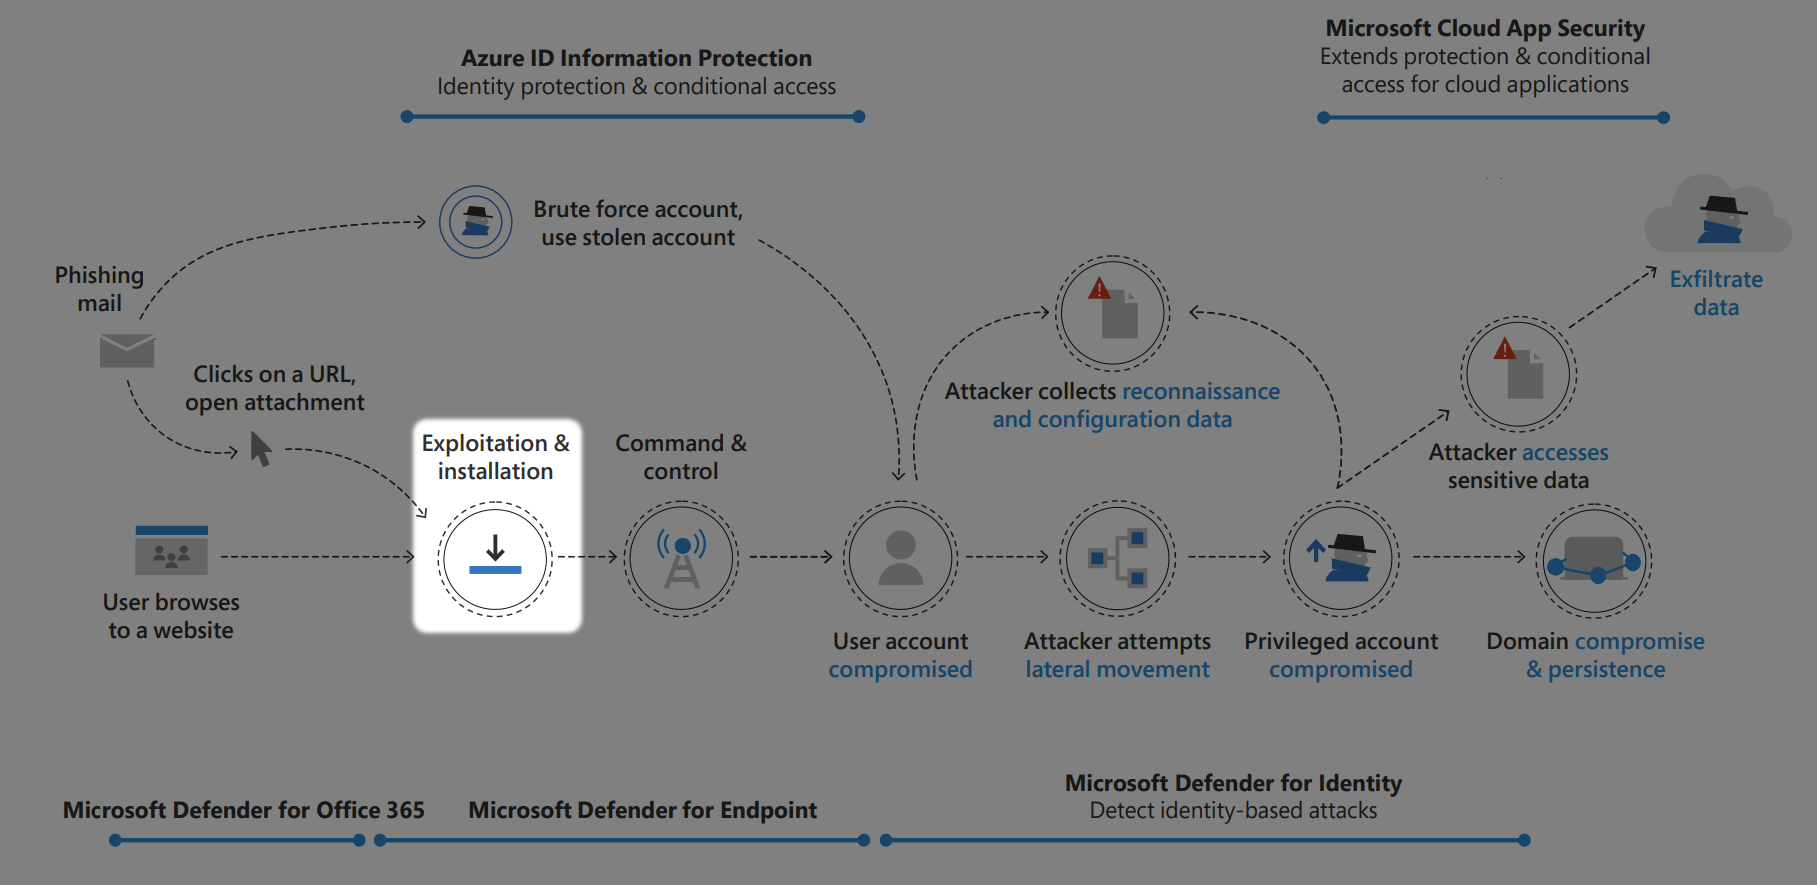 Azure ID Information Protection
Identity protection & conditional access
Microsoft Cloud App Security
Extends protection & conditional
access for cloud applications
Brute force account,
use stolen account
Phishing
mail
Exfiltrate
data
Clicks on a URL,
open attachment
Attacker collects reconnaissance
and configuration data
Exploitation &
installation
Command &
control
Attacker accesses
sensitive data
User browses
to a website
User account
compromised
Attacker attempts
lateral movement
Privileged account
compromised
Domain compromise
& persistence
Microsoft Defender for Office 365
Microsoft Defender for Endpoint
Microsoft Defender for Identity
Detect identity-based attacks